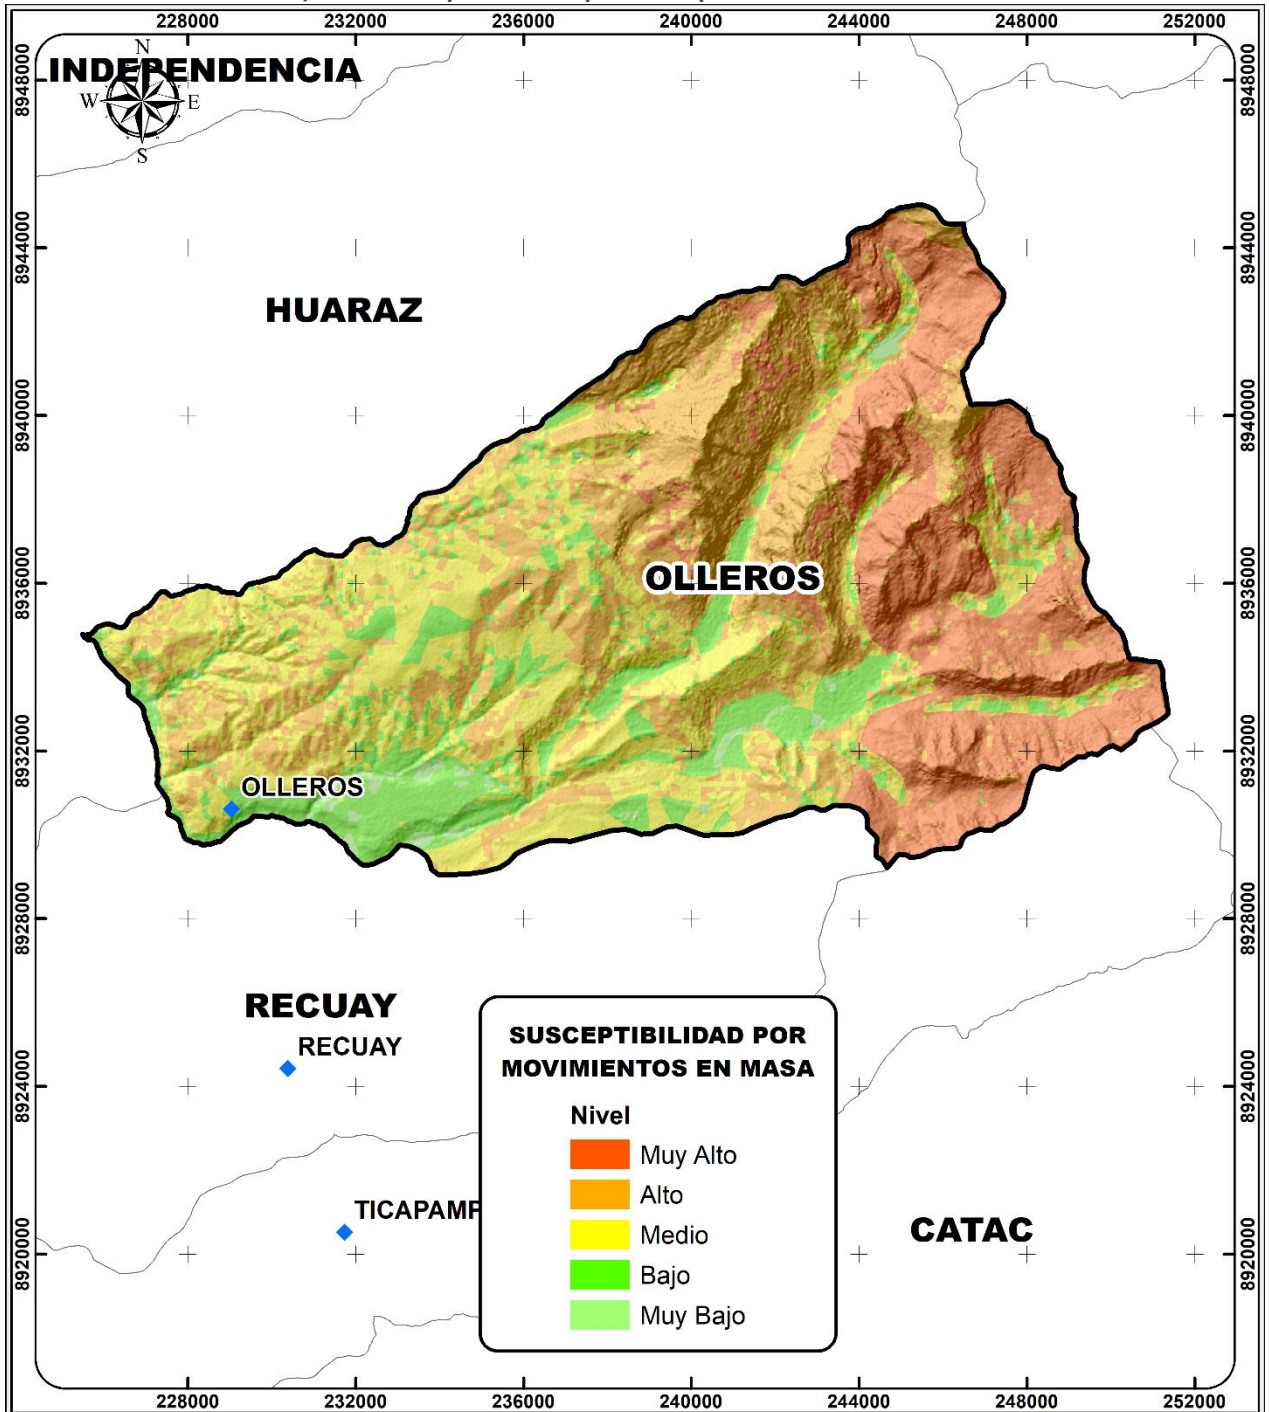 228000 232000 236000 240000 244000 248000 252000
8948000 8948000
INDEPENDENCIA
N
W E
S
8944000 8944000
HUARAZ
8940000 8940000
8936000 8936000
OLLEROS
8932000 8932000
OLLEROS
8928000 8928000
RECUAY
RECUAY
8924000 8924000
TICAPAMP
8920000 8920000
CATAC
SUSCEPTIBILIDAD POR
MOVIMIENTOS EN MASA
Nivel
Muy Alto
Alto
Medio
Bajo
Muy Bajo
228000 232000 236000 240000 244000 248000 252000